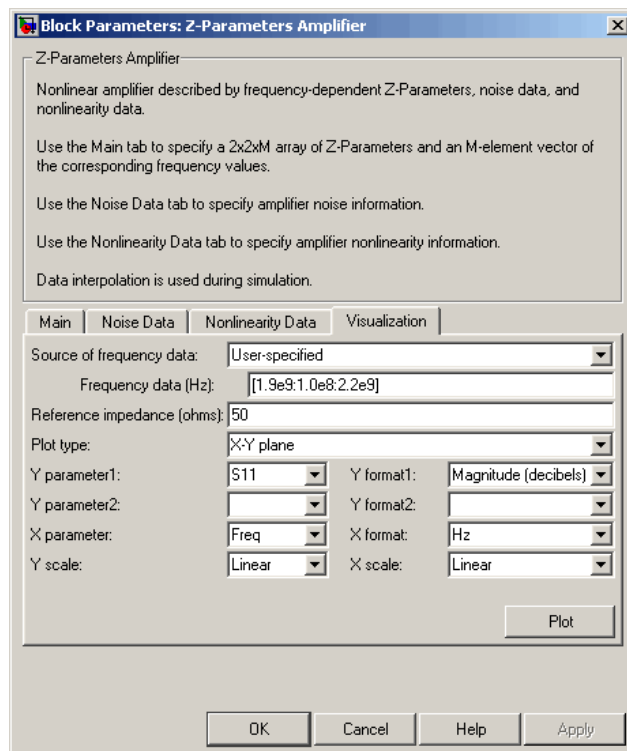 Block Parameters: Z-Parameters Amplifier
Z-Parameters Amplifier
Nonlinear amplifier described by frequency-dependent Z-Parameters, noise data, and
nonlinearity data.
Use the Main tab to specify a 2x2xM array of Z-Parameters and an M-element vector of
the corresponding frequency values.
Use the Noise Data tab to specify amplifier noise information.
Use the Nonlinearity Data tab to specify amplifier nonlinearity information.
Data interpolation is used during simulation.
Main Noise Data Nonlinearity Data Visualization
Source of frequency data: User-specified
Frequency data (Hz): [1.9e9:1.0e8:2.2e9]
Reference impedance (ohms): 50
Plot type: X-Y plane
Y parameter1: S11 Y format1: Magnitude (decibels)
Y parameter2: Y format2:
X parameter: Freq X format: Hz
Y scale: Linear X scale: Linear
Plot
OK Cancel Help Apply